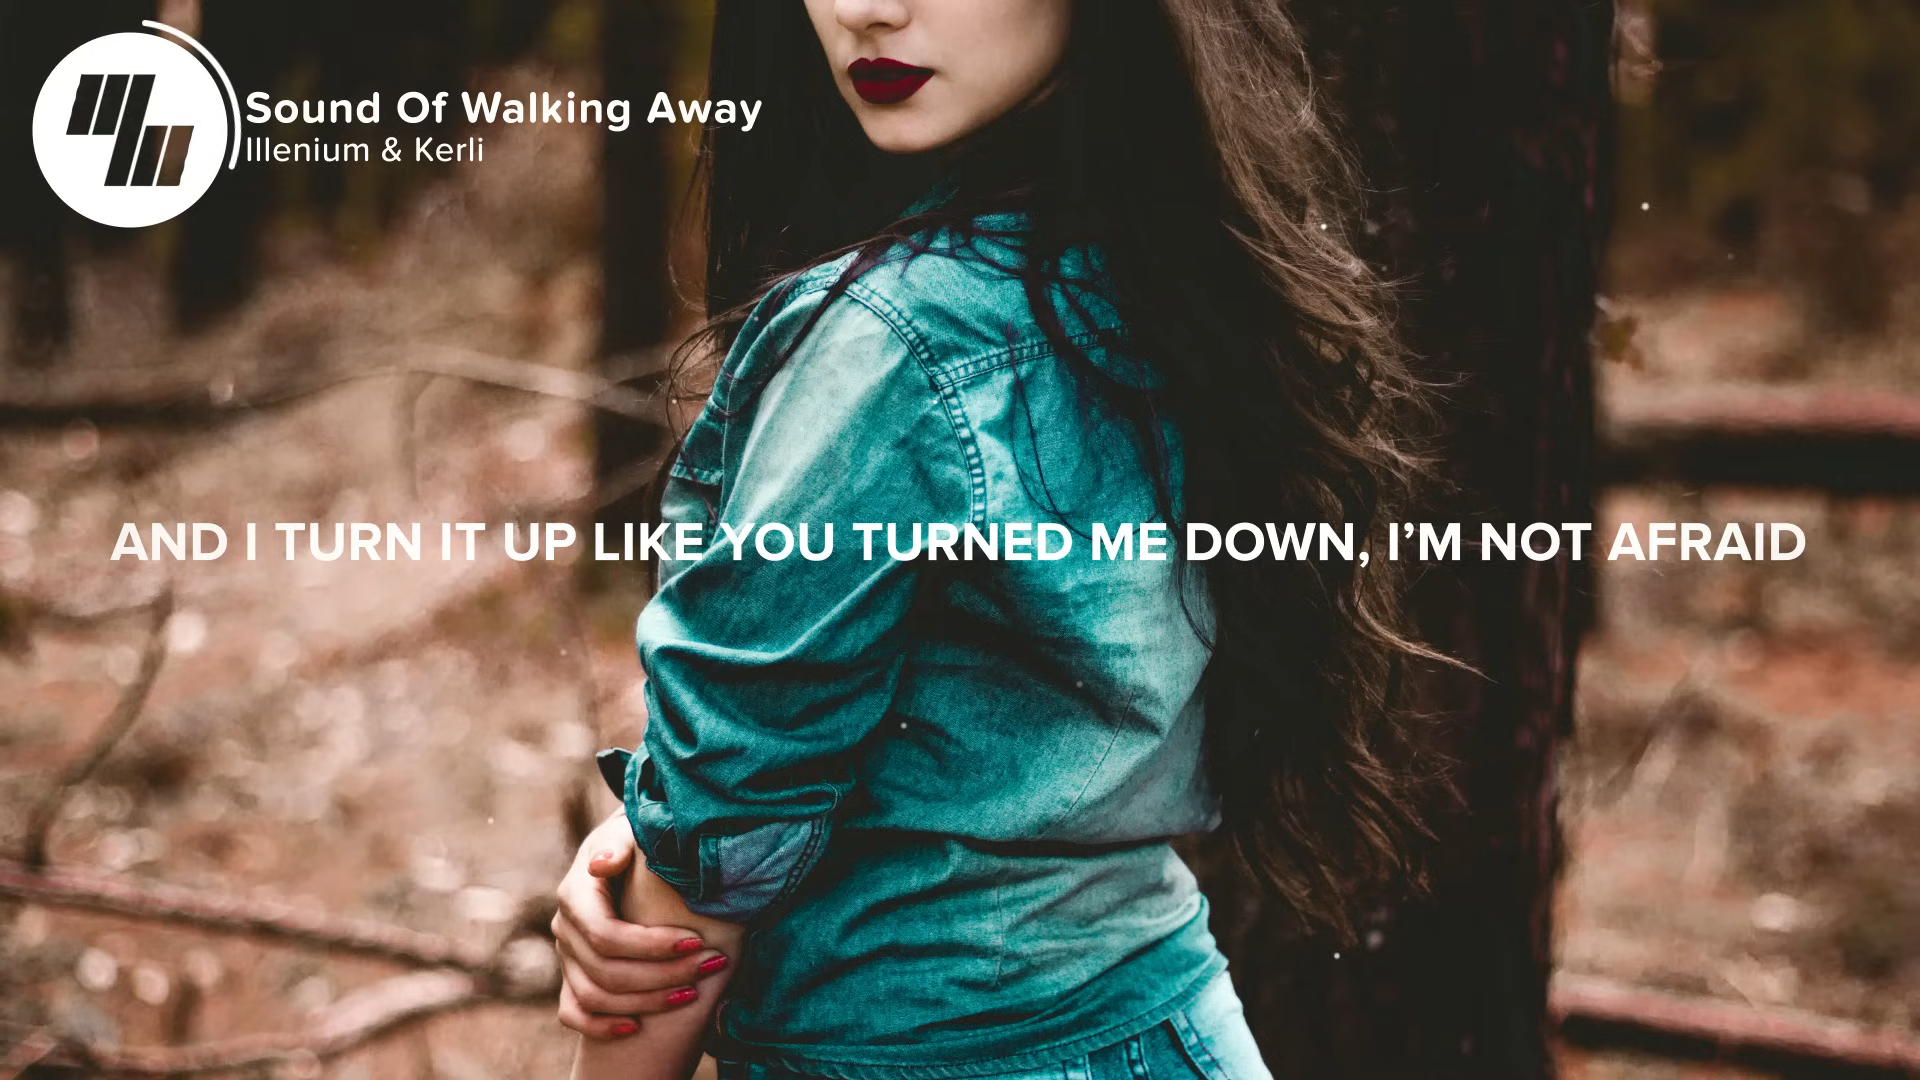 Sound Of Walking Away
Illenium & Kerli
AND I TURN IT UP LIKE YOU TURNED ME DOWN, I’M NOT AFRAID